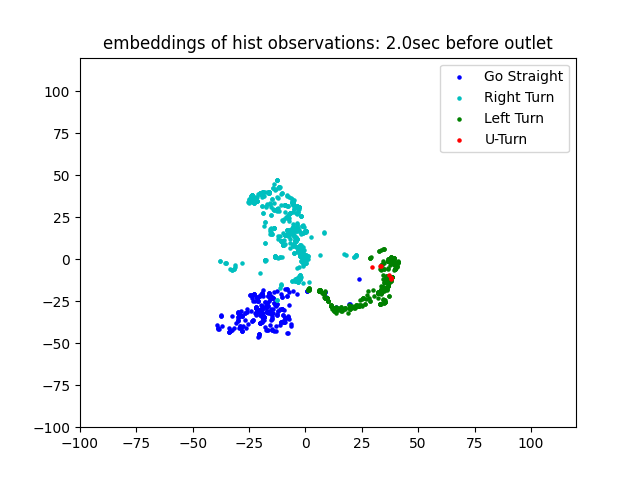 embeddings of hist observations: 2.0sec before outlet
Go Straight
Right Turn
Left Turn
U-Turn
100
75
50
25
0
−25
−50
−75
−100
−100 −75 −50 −25 0 25 50 75 100